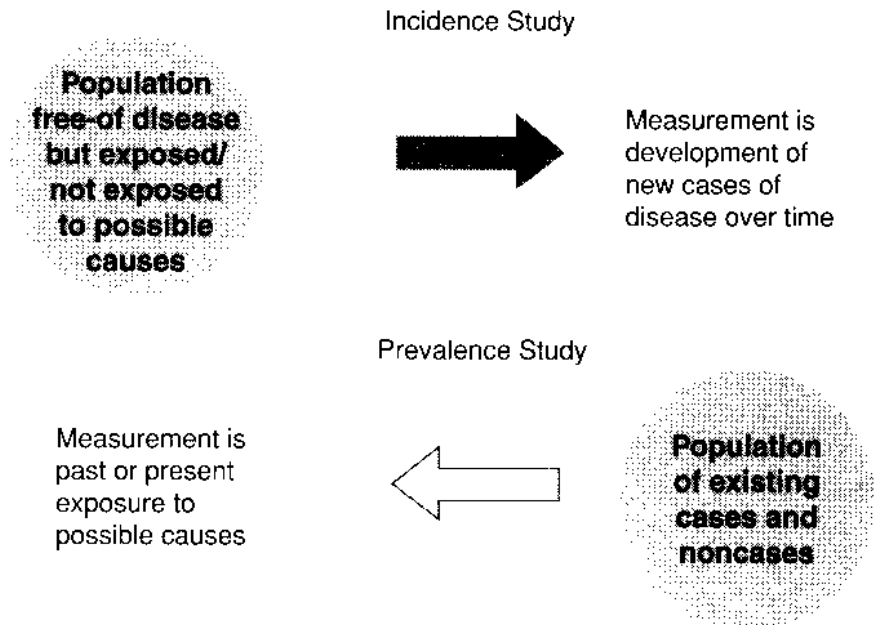 Incidence Study
Population
free-of disease
but exposed/
not exposed
to possible
causes
Measurement is
development of
new cases of
disease over time
Prevalence Study
Measurement is
past or present
exposure to
possible causes
Population
of existing
cases and
noncases